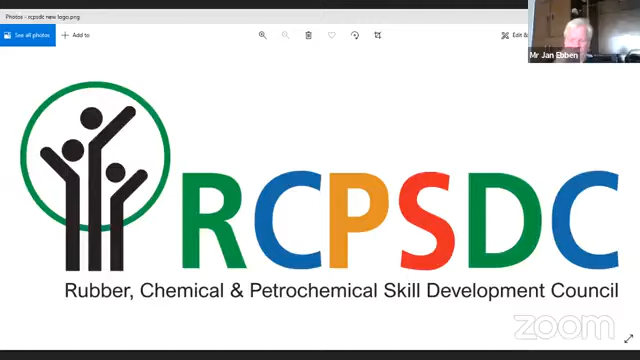 Photos - rcpsdc new logo.png
See all photos
Add to
Edit &
Mr Jan Ebben
RCPSDC
Rubber, Chemical & Petrochemical Skill Development Council
zoom